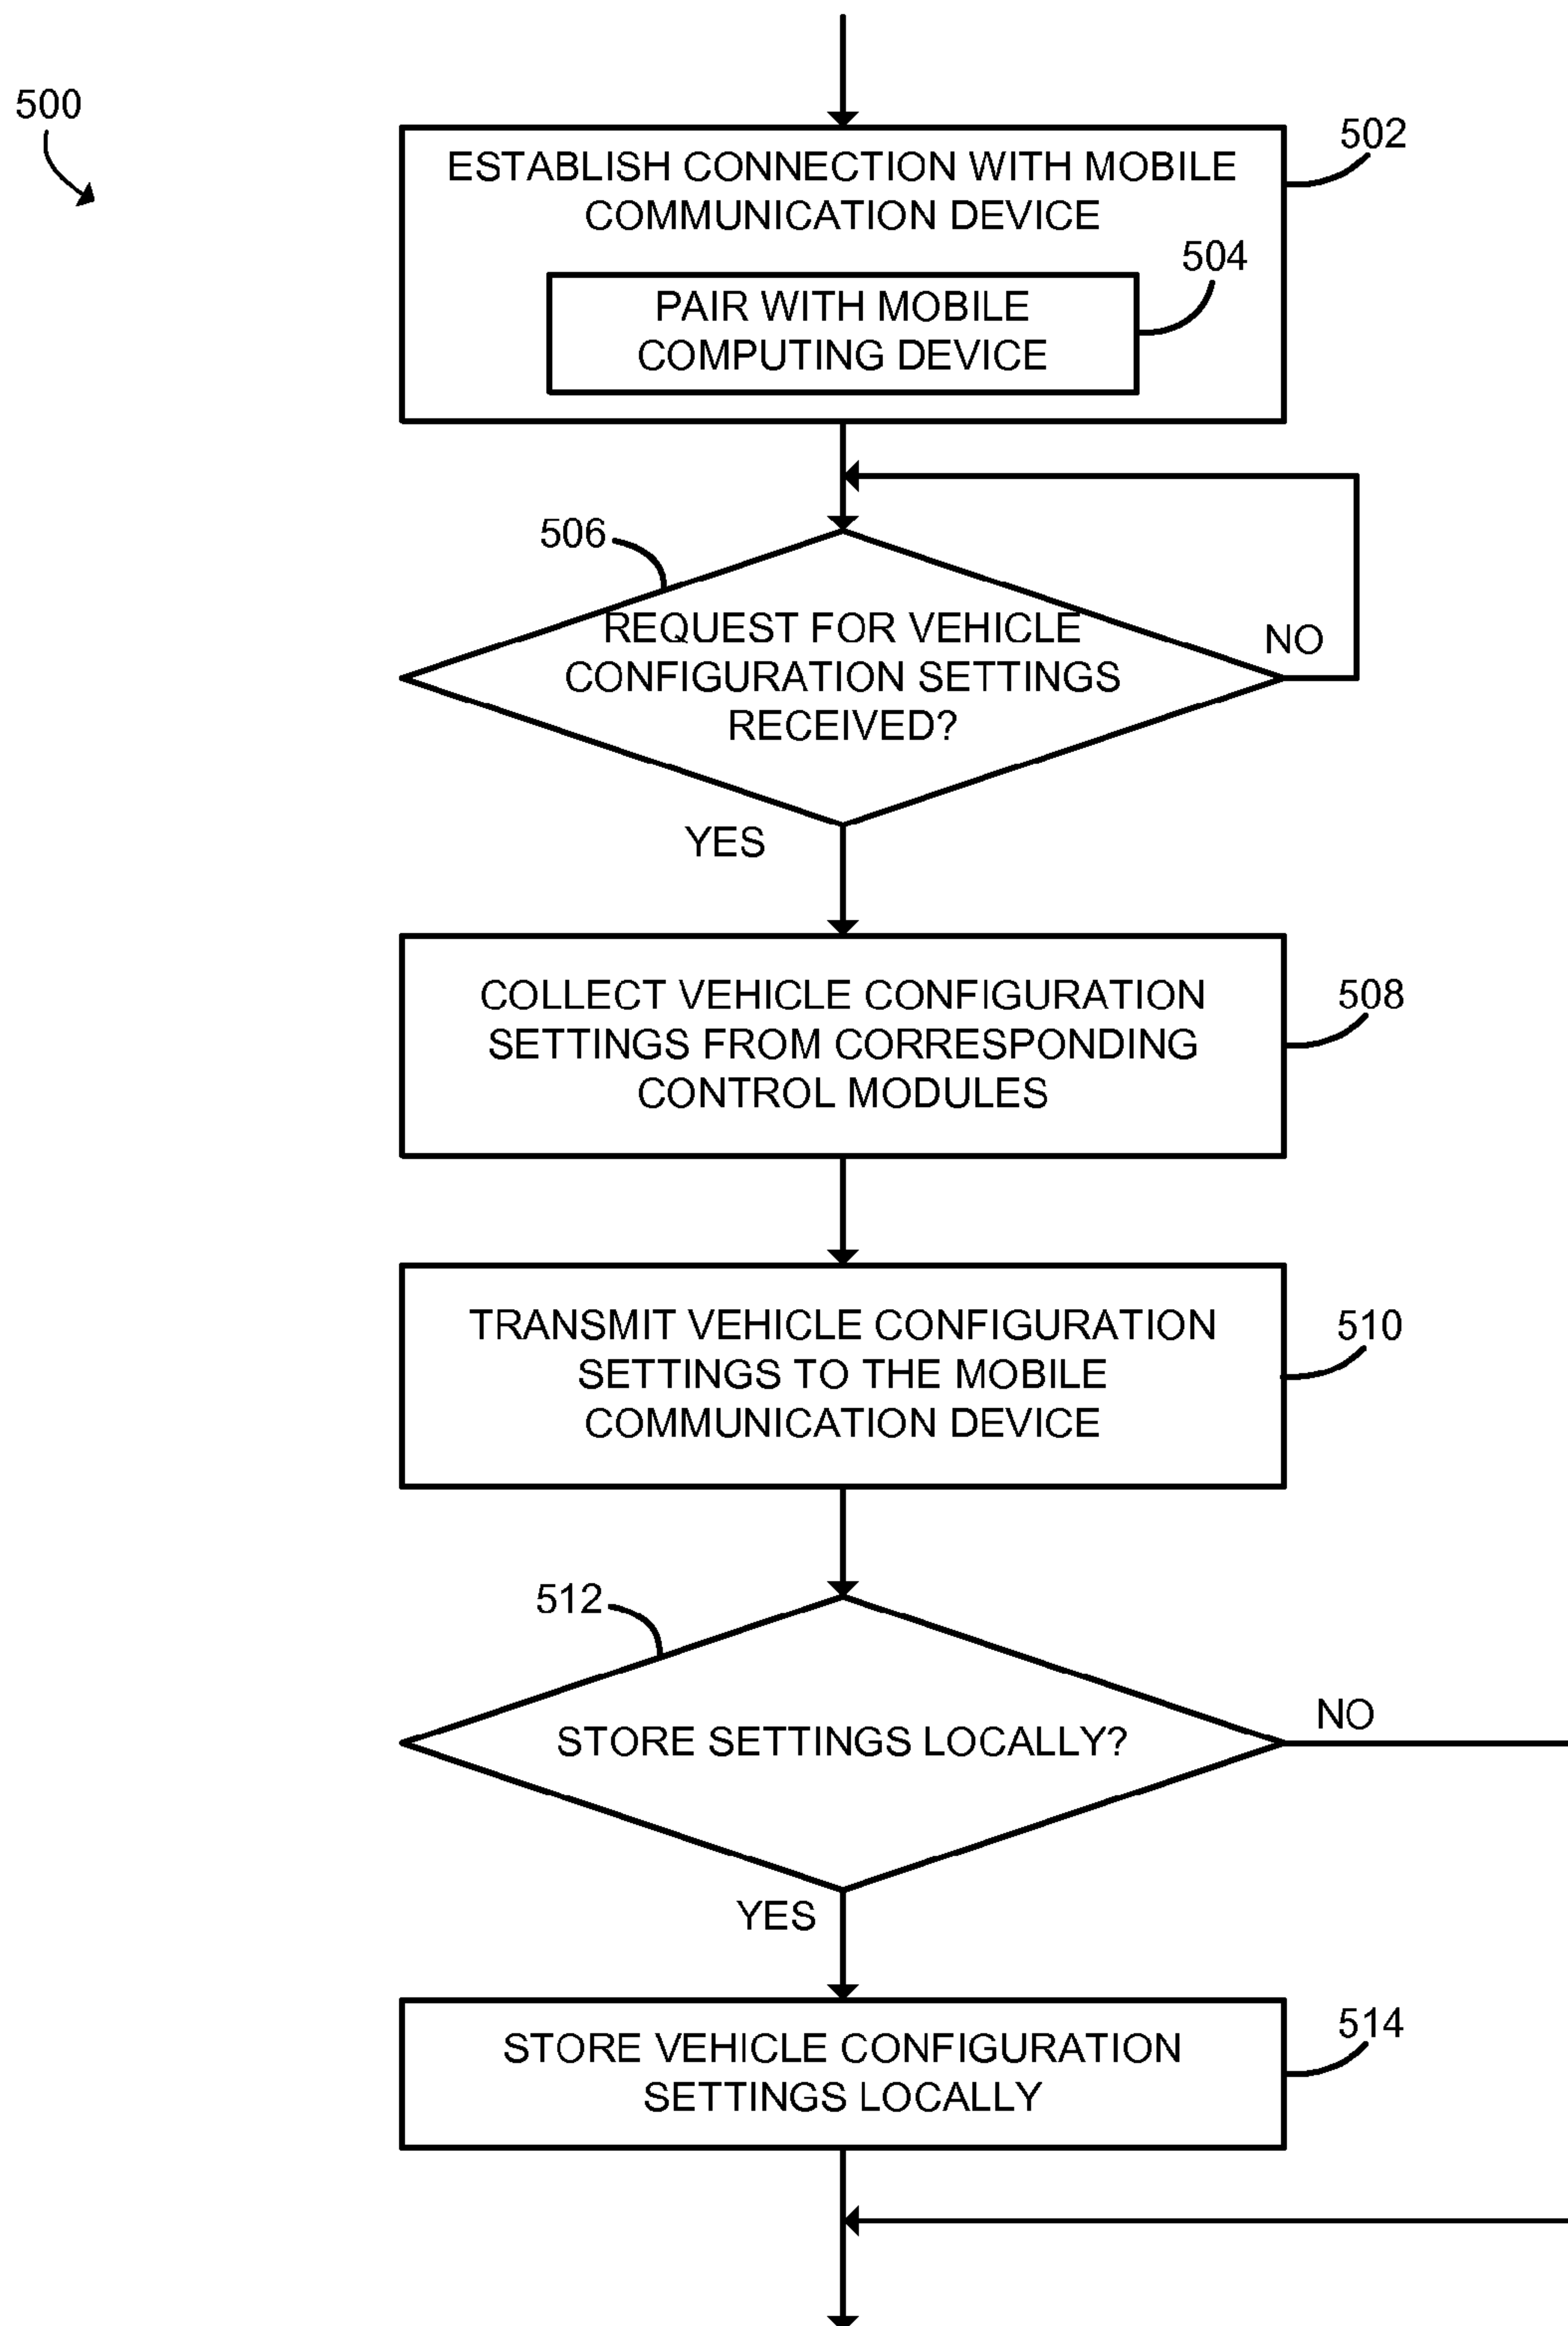 500
502
ESTABLISH CONNECTION WITH MOBILE
COMMUNICATION DEVICE
504
PAIR WITH MOBILE
COMPUTING DEVICE
506
REQUEST FOR VEHICLE
CONFIGURATION SETTINGS
RECEIVED?
NO
YES
COLLECT VEHICLE CONFIGURATION
SETTINGS FROM CORRESPONDING
CONTROL MODULES
508
TRANSMIT VEHICLE CONFIGURATION
SETTINGS TO THE MOBILE
COMMUNICATION DEVICE
510
512
STORE SETTINGS LOCALLY?
NO
YES
STORE VEHICLE CONFIGURATION
SETTINGS LOCALLY
514